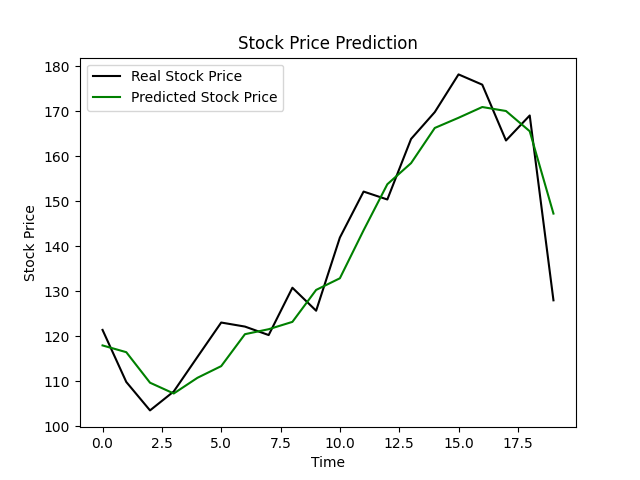 Stock Price Prediction
Real Stock Price
Predicted Stock Price
180
170
160
150
140
130
120
110
100
Stock Price
0.0 2.5 5.0 7.5 10.0 12.5 15.0 17.5
Time